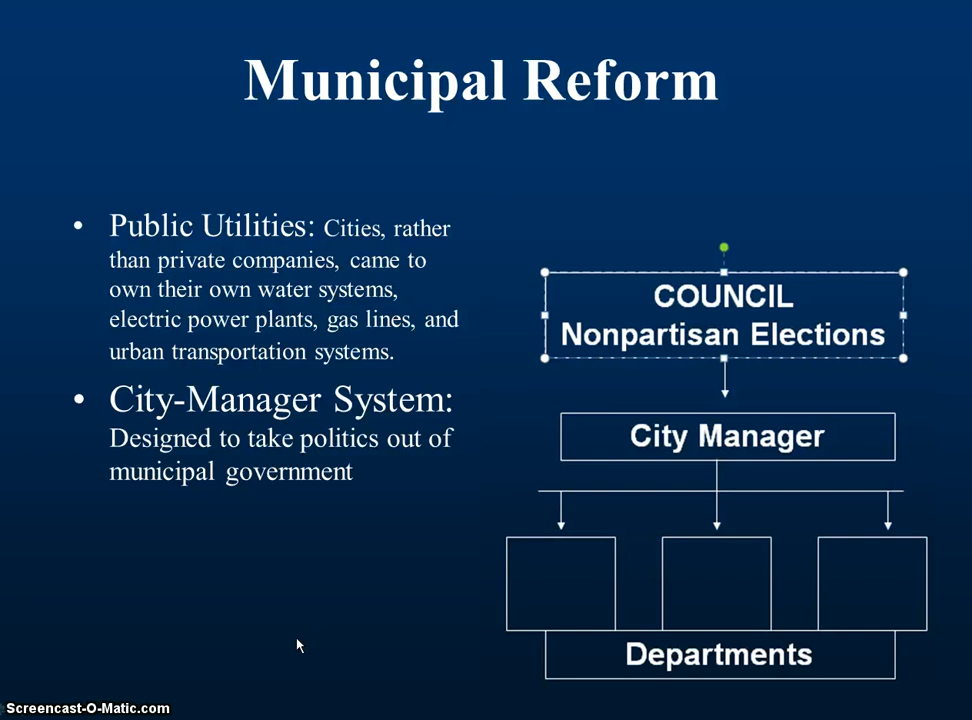 Municipal Reform
• Public Utilities: Cities, rather
than private companies, came to
own their own water systems,
electric power plants, gas lines, and
urban transportation systems.
• City-Manager System:
Designed to take politics out of
municipal government
COUNCIL
Nonpartisan Elections
City Manager
Departments
Screencast-O-Matic.com